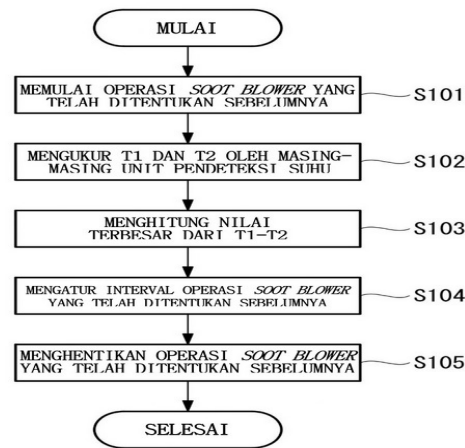 MULAI
MEMULAI OPERASI SOOT BLOWER YANG
TELAH DITENTUKAN SEBELUMNYA
S101
MENGUKUR T1 DAN T2 OLEH MASING-
MASING UNIT PENDETEKSI SUHU
S102
MENGHITUNG NILAI
TERBESAR DARI T1-T2
S103
MENGATUR INTERVAL OPERASI SOOT BLOWER
YANG TELAH DITENTUKAN SEBELUMNYA
S104
MENGHENTIKAN OPERASI SOOT BLOWER
YANG TELAH DITENTUKAN SEBELUMNYA
S105
SELESAI